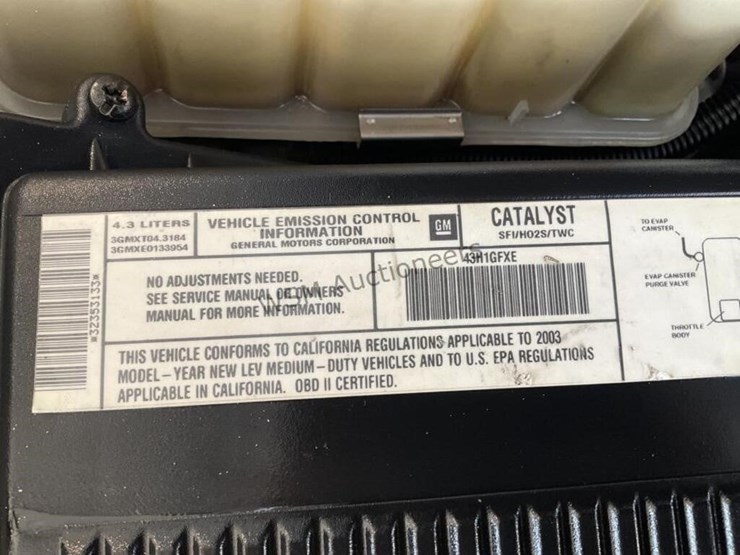 4.3 LITERS
3GMXT04.3184
3GMXE0133954
VEHICLE EMISSION CONTROL
INFORMATION
GENERAL MOTORS CORPORATION
GM
CATALYST
SFI/HO2S/TWC
NO ADJUSTMENTS NEEDED.
SEE SERVICE MANUAL OR OWNERS
MANUAL FOR MORE INFORMATION.
43H1GFXE
THIS VEHICLE CONFORMS TO CALIFORNIA REGULATIONS APPLICABLE TO 2003
MODEL-YEAR NEW LEV MEDIUM-DUTY VEHICLES AND TO U.S. EPA REGULATIONS
APPLICABLE IN CALIFORNIA. OBD II CERTIFIED.
*32353133*
TO EVAP
CANISTER
EVAP CANISTER
PURGE VALVE
THROTTLE
BODY
Auctioneers